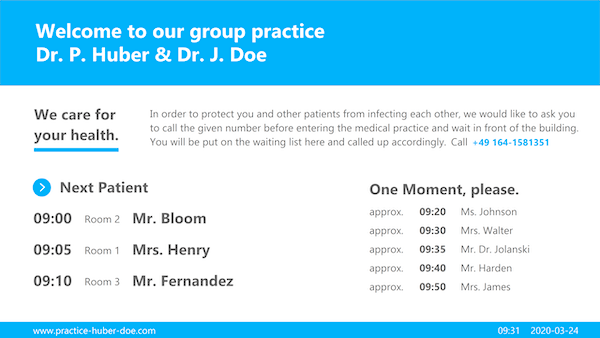 Welcome to our group practice
Dr. P. Huber & Dr. J. Doe
We care for
your health.
In order to protect you and other patients from infecting each other, we would like to ask you
to call the given number before entering the medical practice and wait in front of the building.
You will be put on the waiting list here and called up accordingly. Call +49 164-1581351
Next Patient
09:00 Room 2 Mr. Bloom
09:05 Room 1 Mrs. Henry
09:10 Room 3 Mr. Fernandez
One Moment, please.
approx. 09:20 Ms. Johnson
approx. 09:30 Mrs. Walter
approx. 09:35 Mr. Dr. Jolanski
approx. 09:40 Mr. Harden
approx. 09:50 Mrs. James
www.practice-huber-doe.com
09:31 2020-03-24